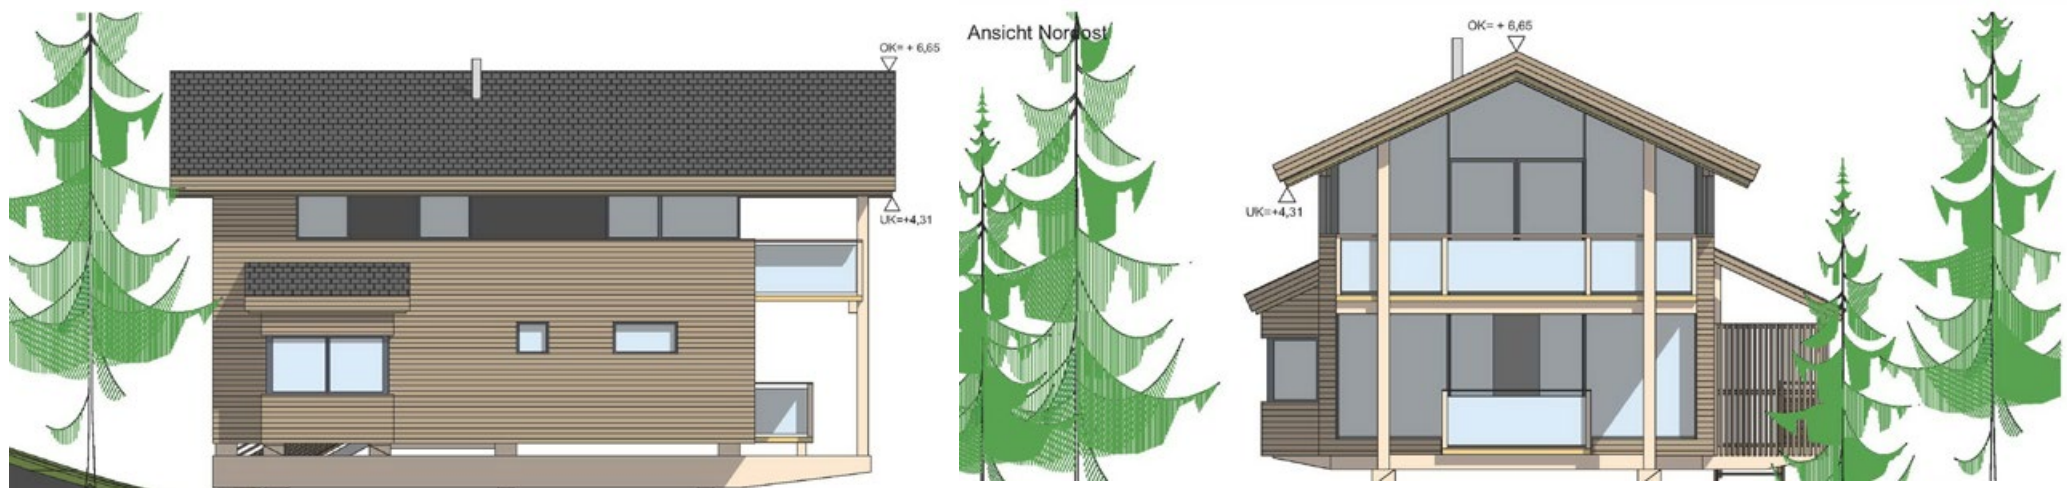 OK= + 6,65
UK=+4,31
Ansicht Nordost
OK= + 6,65
UK=+4,31